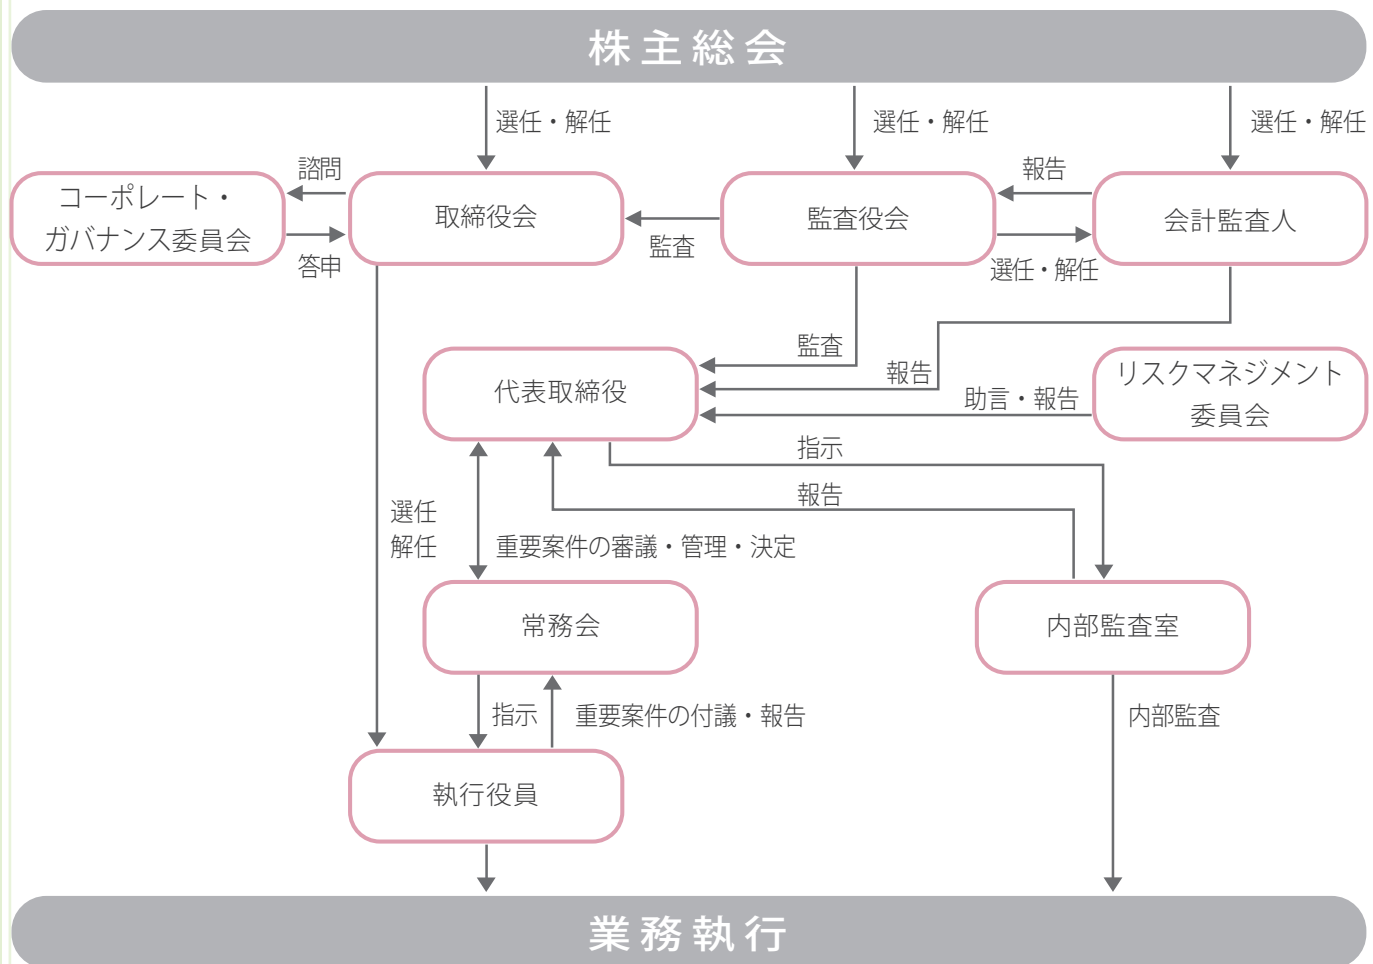 株主総会
選任・解任
選任・解任
選任・解任
諮問
報告
コーポレート・
ガバナンス委員会
取締役会
監査役会
会計監査人
監査
答申
選任・解任
監査
報告
リスクマネジメント
委員会
代表取締役
助言・報告
指示
報告
選任
解任
重要案件の審議・管理・決定
常務会
内部監査室
指示
重要案件の付議・報告
内部監査
執行役員
業務執行